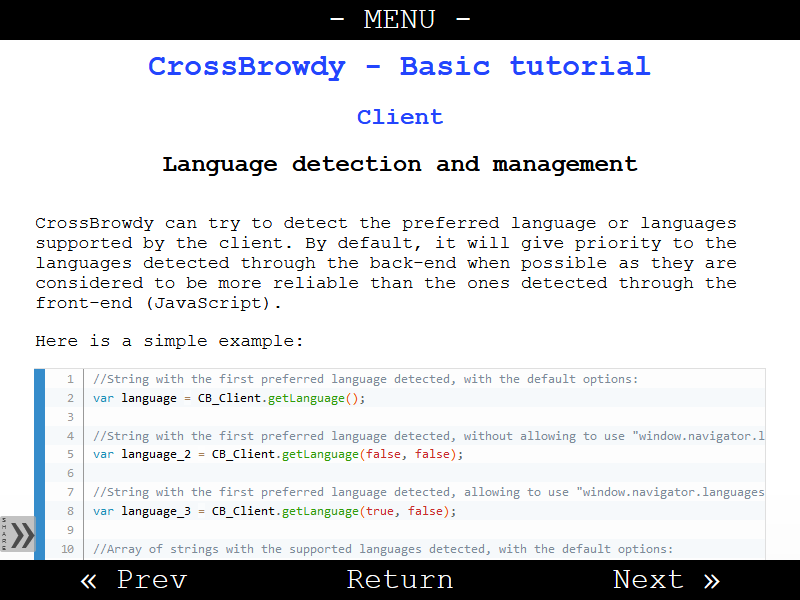 - MENU -
CrossBrowdy - Basic tutorial
Client
Language detection and management
CrossBrowdy can try to detect the preferred language or languages
supported by the client. By default, it will give priority to the
languages detected through the back-end when possible as they are
considered to be more reliable than the ones detected through the
front-end (JavaScript).
Here is a simple example:
1 //String with the first preferred language detected, with the default options:
2 var language = CB_Client.getLanguage();
3
4 //String with the first preferred language detected, without allowing to use "window.navigator.l
5 var language_2 = CB_Client.getLanguage(false, false);
6
7 //String with the first preferred language detected, allowing to use "window.navigator.languages
8 var language_3 = CB_Client.getLanguage(true, false);
9
10 //Array of strings with the supported languages detected, with the default options:
SHARE
« Prev Return Next »